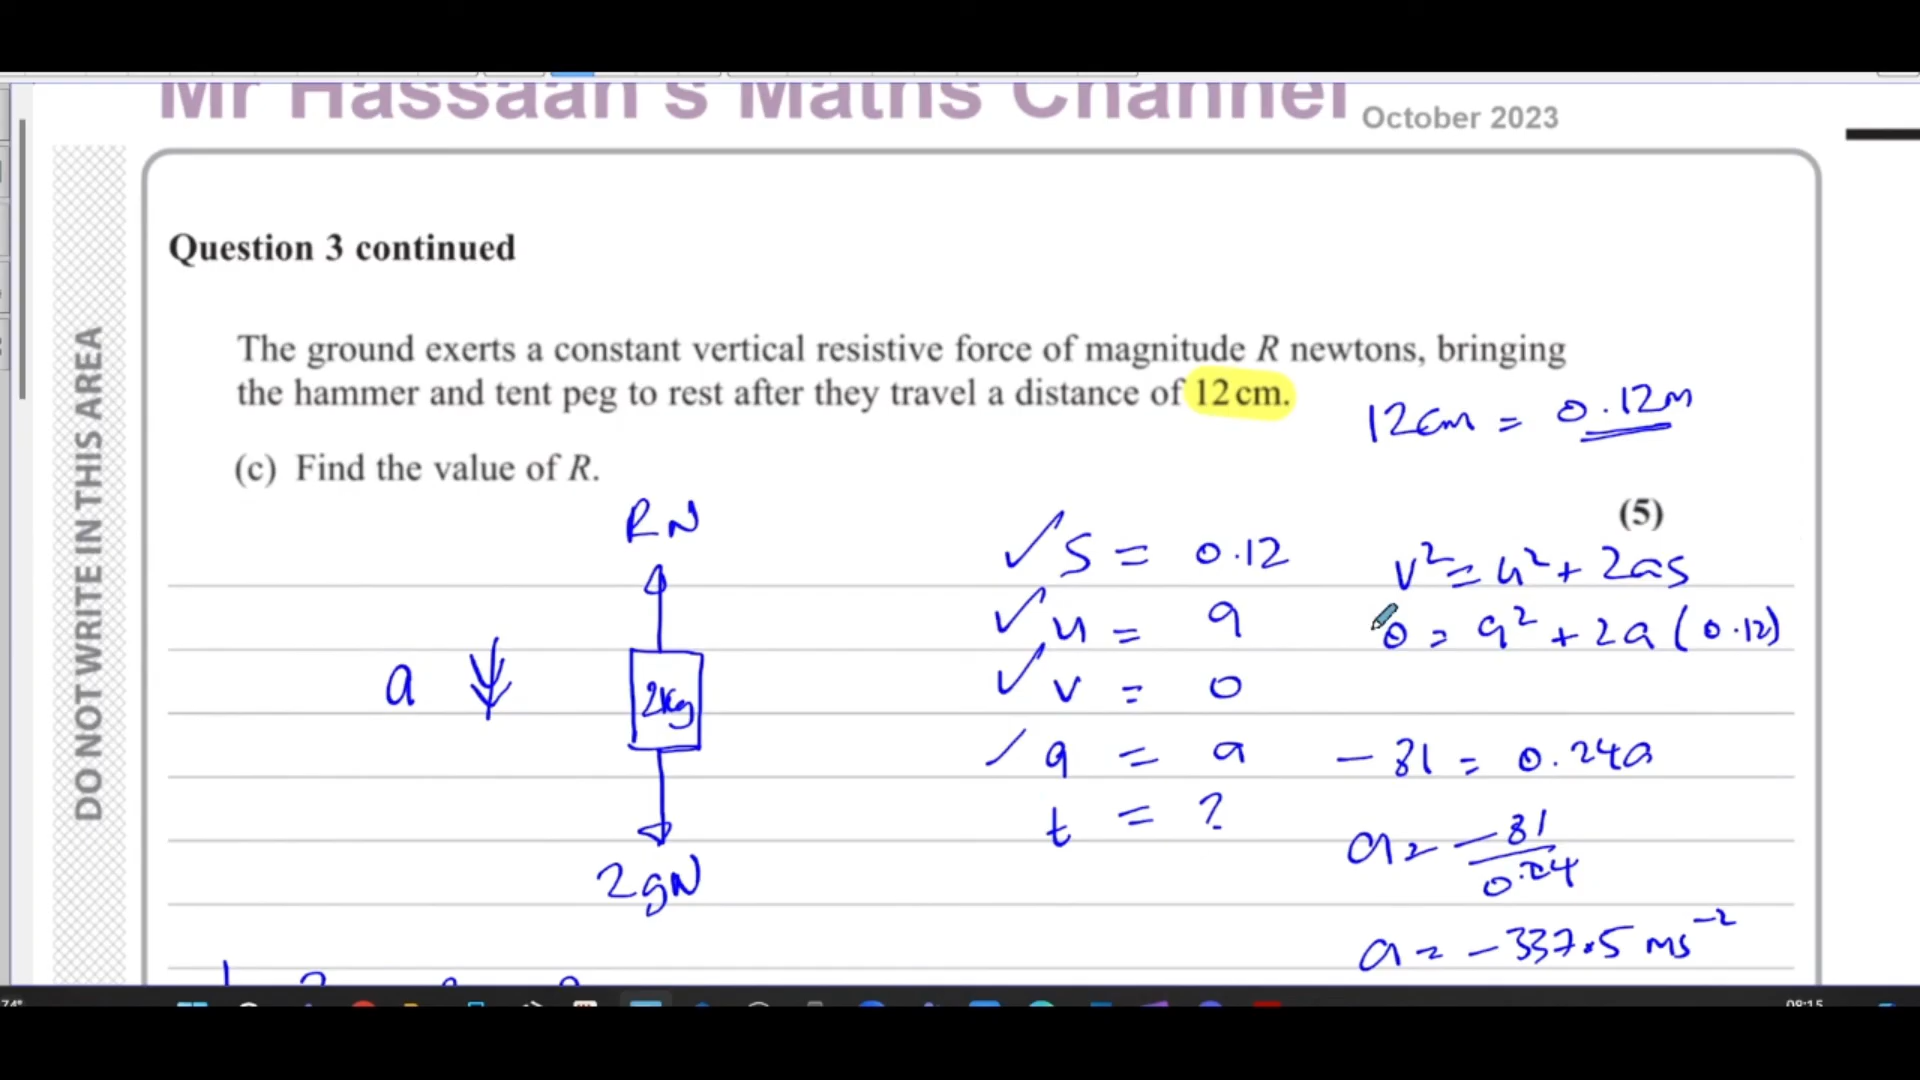 Mr Hassaan's Maths Channel October 2023
DO NOT WRITE IN THIS AREA
Question 3 continued
The ground exerts a constant vertical resistive force of magnitude R newtons, bringing
the hammer and tent peg to rest after they travel a distance of 12 cm.
12cm = 0.12m
(c) Find the value of R.
(5)
RN
a
2kg
2gN
S = 0.12
u = 9
v = 0
a = a
t = ?
v² = u² + 2as
0 = 9² + 2a(0.12)
-81 = 0.24a
a = -81/0.24
a = -337.5 ms⁻²
74°
08:15